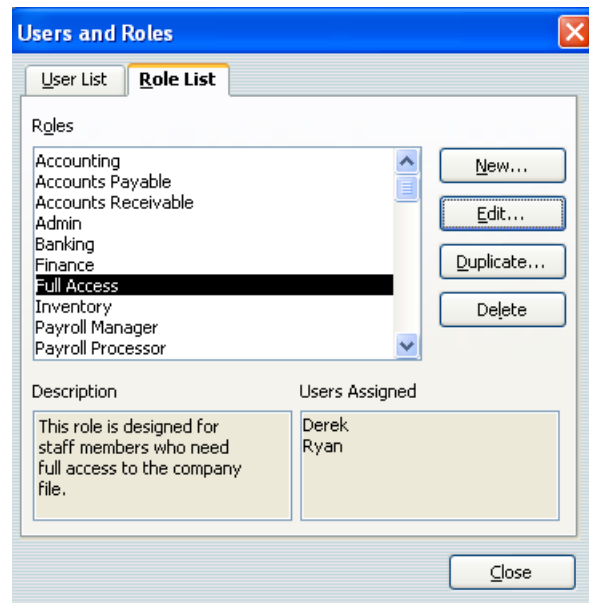 Users and Roles
User List
Role List
Roles
Accounting
Accounts Payable
Accounts Receivable
Admin
Banking
Finance
Full Access
Inventory
Payroll Manager
Payroll Processor
New...
Edit...
Duplicate...
Delete
Description
This role is designed for
staff members who need
full access to the company
file.
Users Assigned
Derek
Ryan
Close